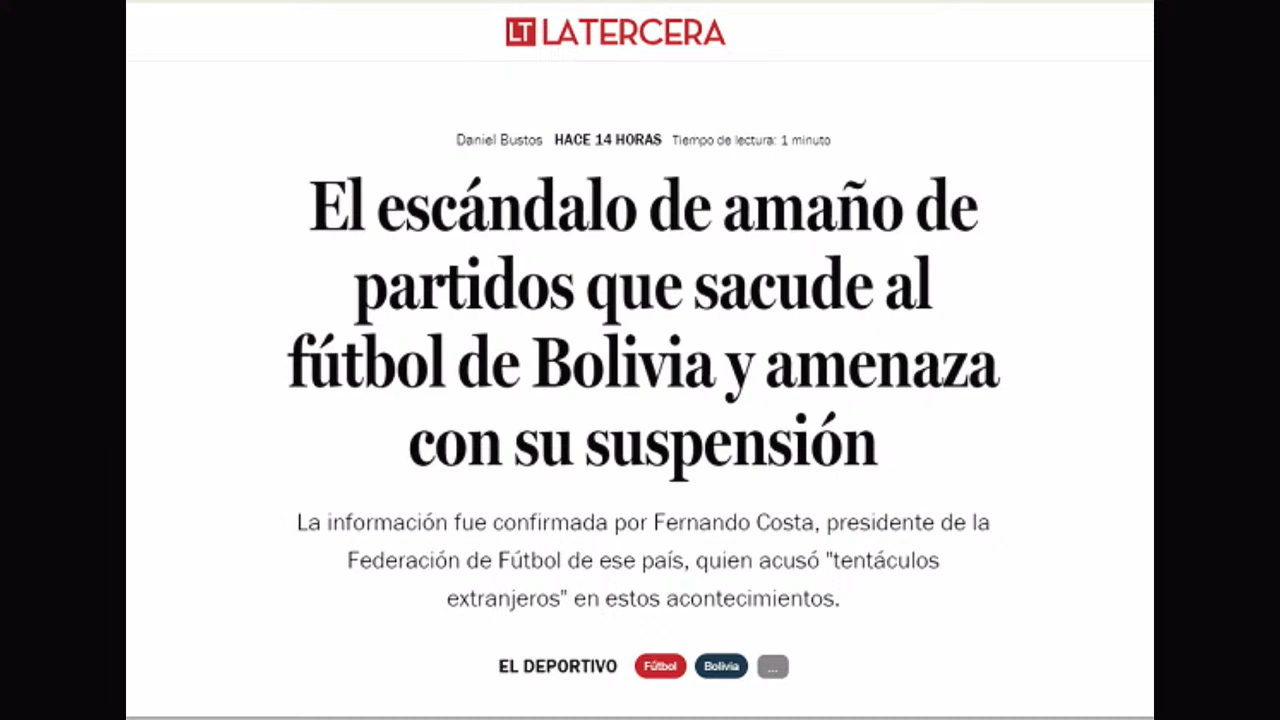 LT LATERCERA
Daniel Bustos HACE 14 HORAS Tiempo de lectura: 1 minuto
El escándalo de amaño de
partidos que sacude al
fútbol de Bolivia y amenaza
con su suspensión
La información fue confirmada por Fernando Costa, presidente de la
Federación de Fútbol de ese país, quien acusó "tentáculos
extranjeros" en estos acontecimientos.
EL DEPORTIVO Fútbol Bolivia ...